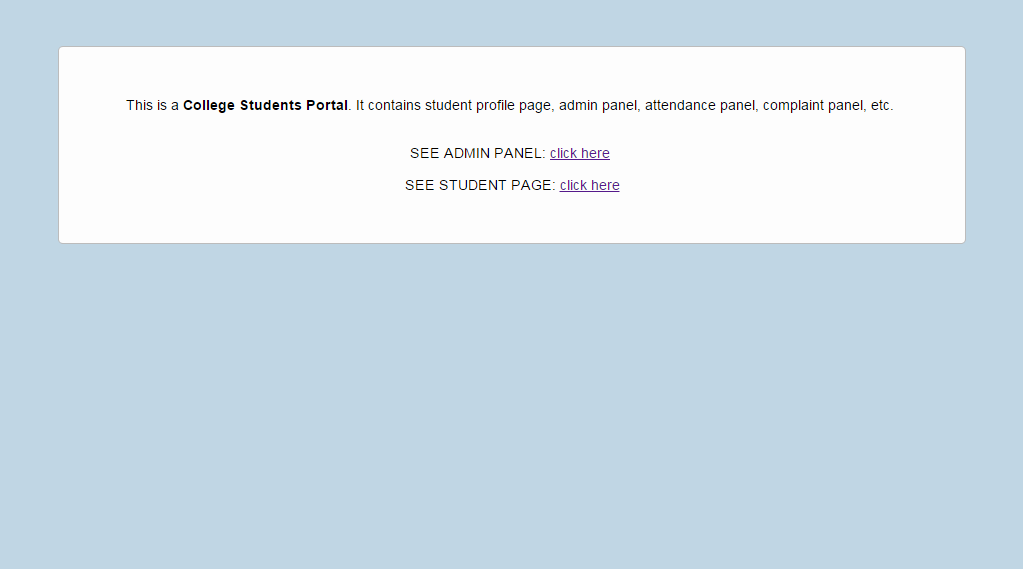 This is a College Students Portal. It contains student profile page, admin panel, attendance panel, complaint panel, etc.
SEE ADMIN PANEL: click here
SEE STUDENT PAGE: click here